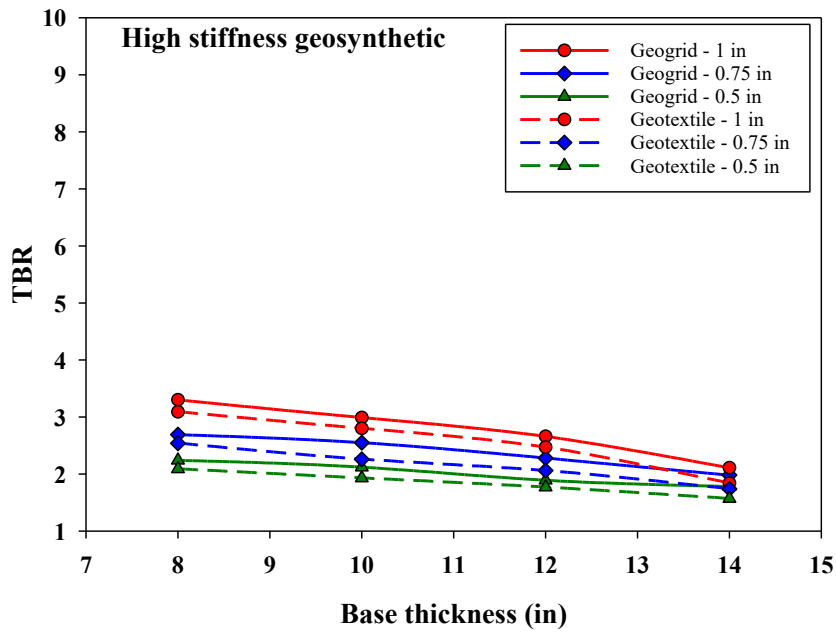 High stiffness geosynthetic
Geogrid - 1 in
Geogrid - 0.75 in
Geogrid - 0.5 in
Geotextile - 1 in
Geotextile - 0.75 in
Geotextile - 0.5 in
TBR
10
9
8
7
6
5
4
3
2
1
7 8 9 10 11 12 13 14 15
Base thickness (in)